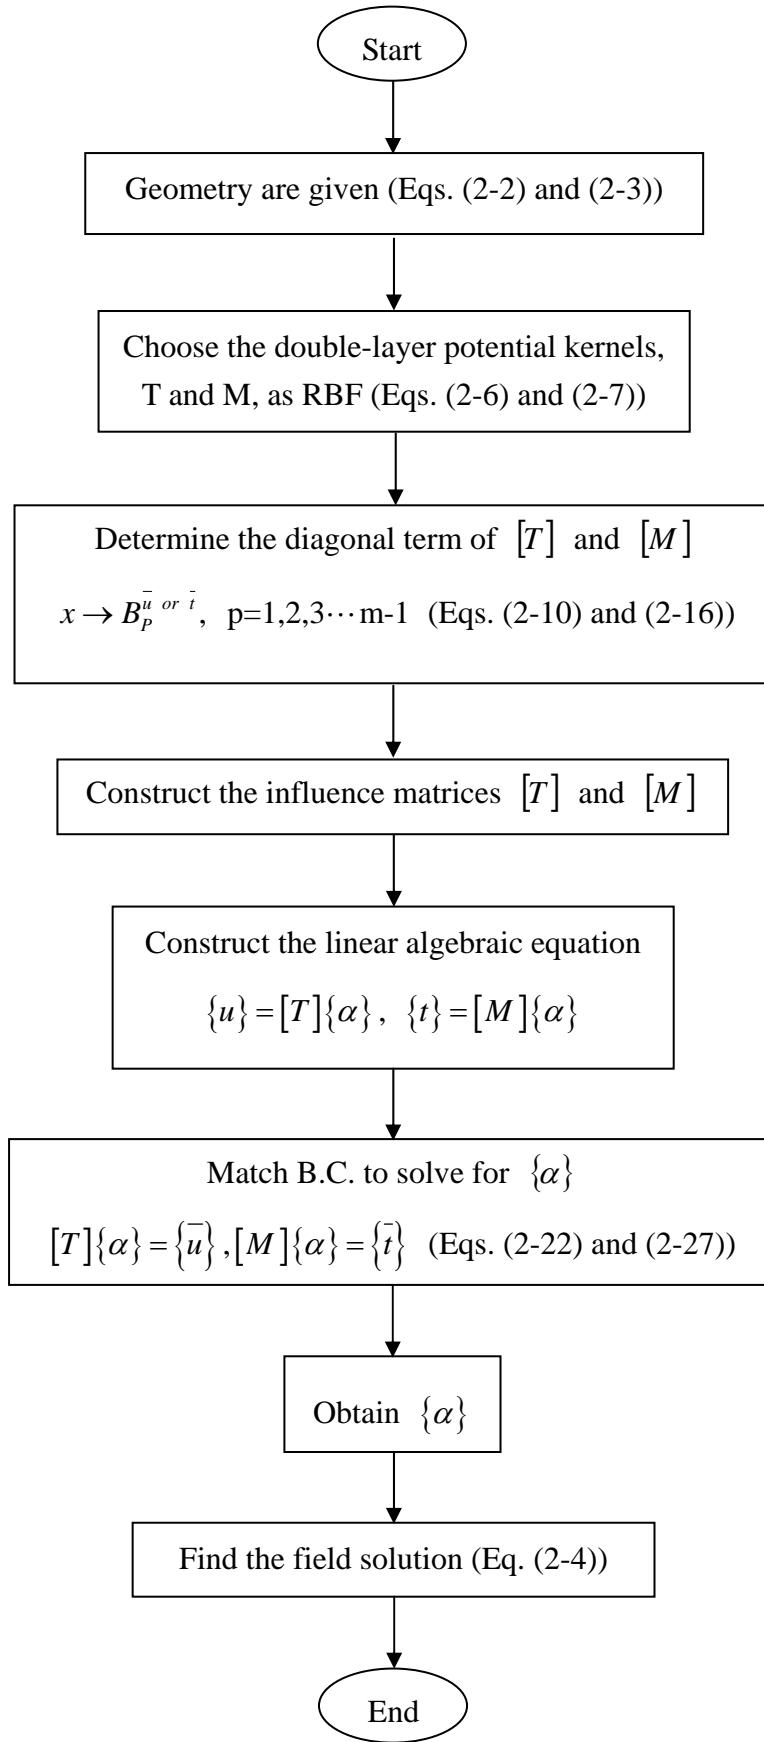 Start
Geometry are given (Eqs. (2-2) and (2-3))
Choose the double-layer potential kernels,
T and M, as RBF (Eqs. (2-6) and (2-7))
Determine the diagonal term of [T] and [M]
x → B_P^{u̅ or t̅}, p=1,2,3⋯m-1 (Eqs. (2-10) and (2-16))
Construct the influence matrices [T] and [M]
Construct the linear algebraic equation
{u} = [T]{α} , {t} = [M]{α}
Match B.C. to solve for {α}
[T]{α} = {u̅} ,[M]{α} = {t̅} (Eqs. (2-22) and (2-27))
Obtain {α}
Find the field solution (Eq. (2-4))
End